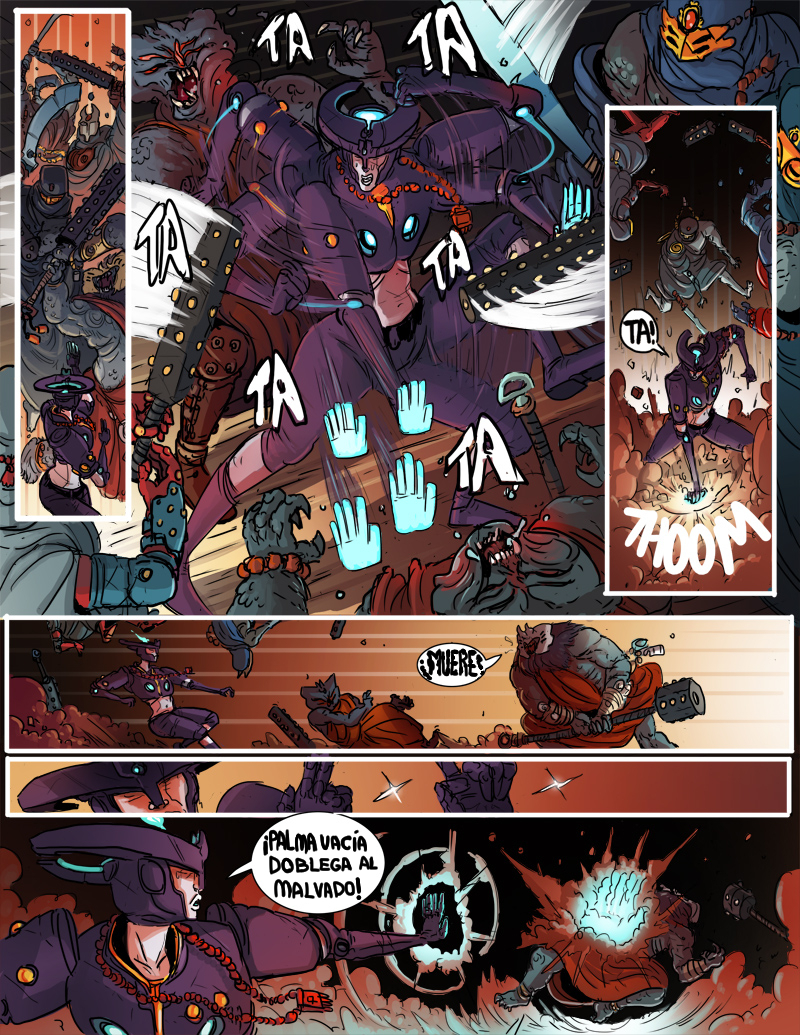 TA
TA
TA
TA
TA
TA
TA!
THOOM
¡MUERE!
¡PALMA VACÍA
DOBLEGA AL
MALVADO!